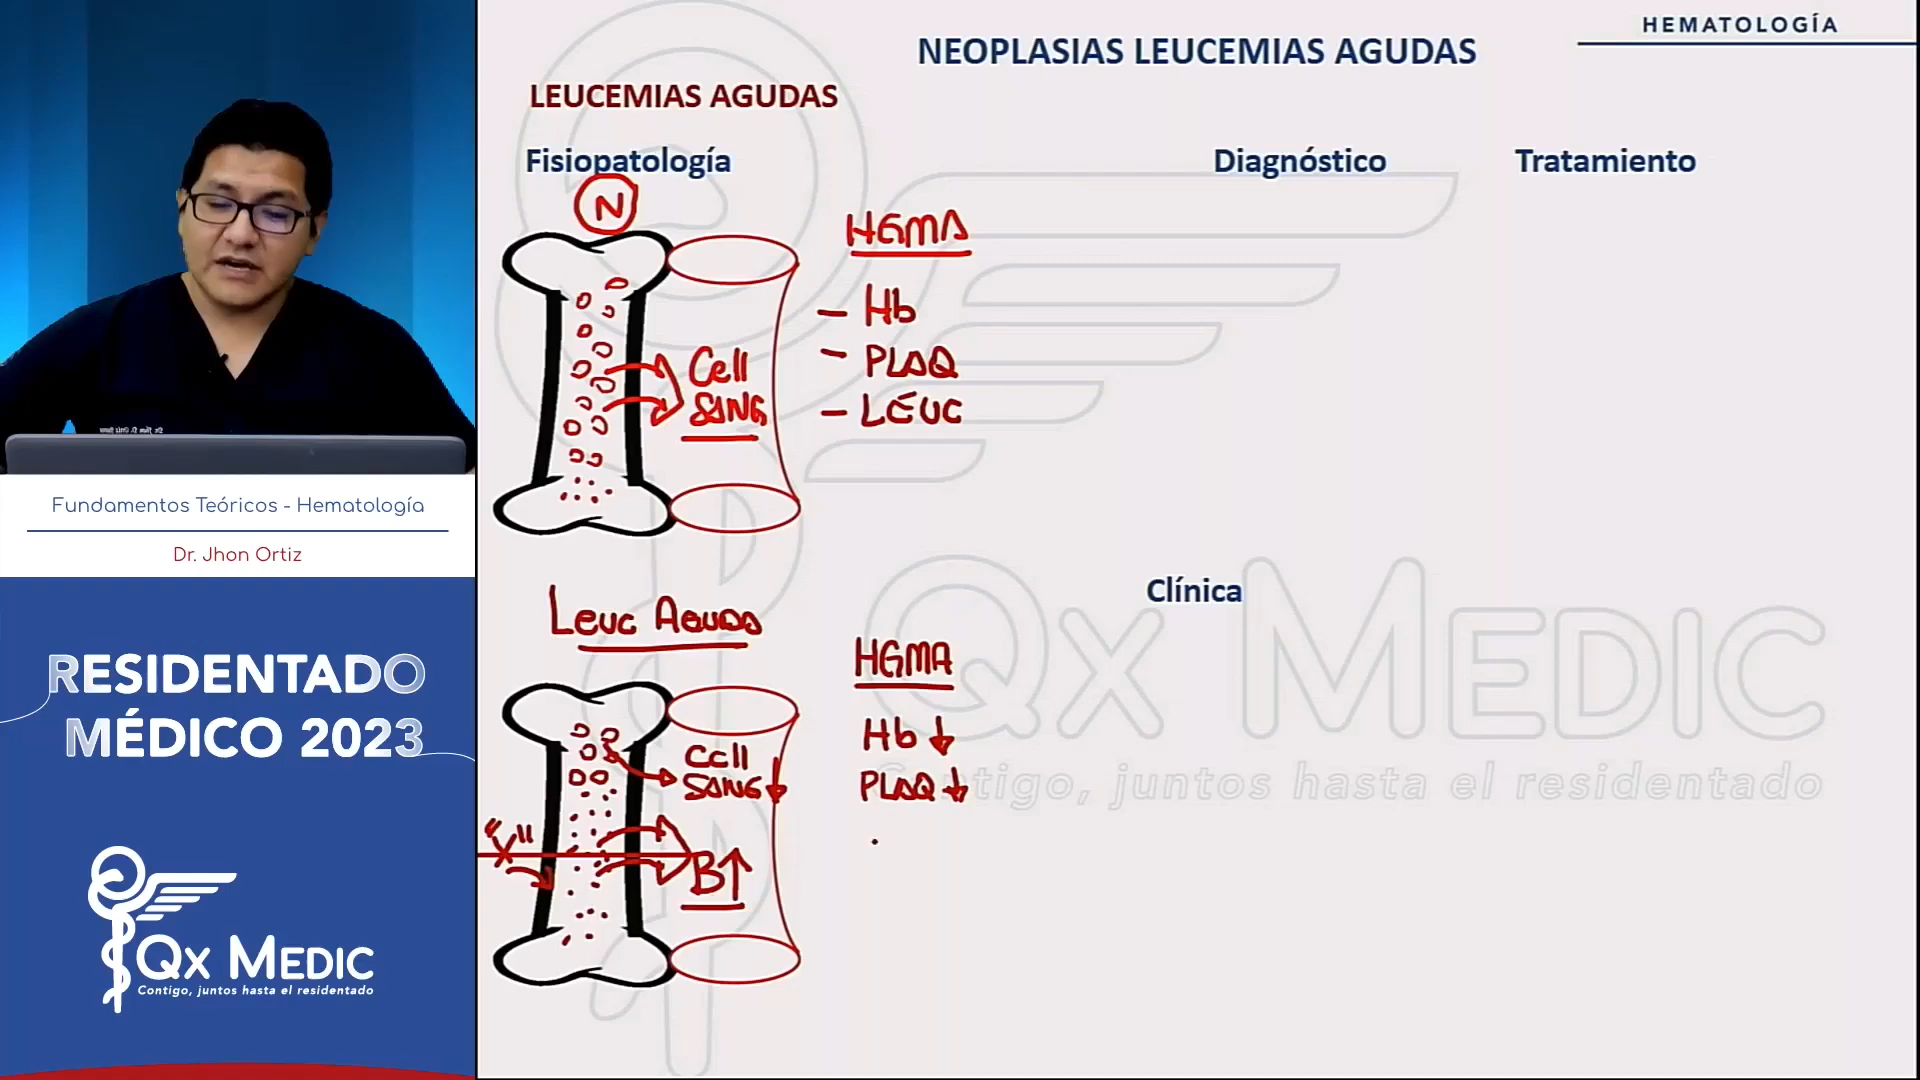 HEMATOLOGÍA
NEOPLASIAS LEUCEMIAS AGUDAS
LEUCEMIAS AGUDAS
Fisiopatología
Diagnóstico
Tratamiento
N
HGMA
- Hb
- PLAQ
- LEUC
Cell
SANG
Fundamentos Teóricos - Hematología
Dr. Jhon Ortiz
RESIDENTADO
MÉDICO 2023
QX MEDIC
Contigo, juntos hasta el residentado
Clínica
Leuc Aguda
HGMA
Hb ↓
PLAQ ↓
Cell
SANG ↓
"X"
B↑
QX MEDIC
Contigo, juntos hasta el residentado